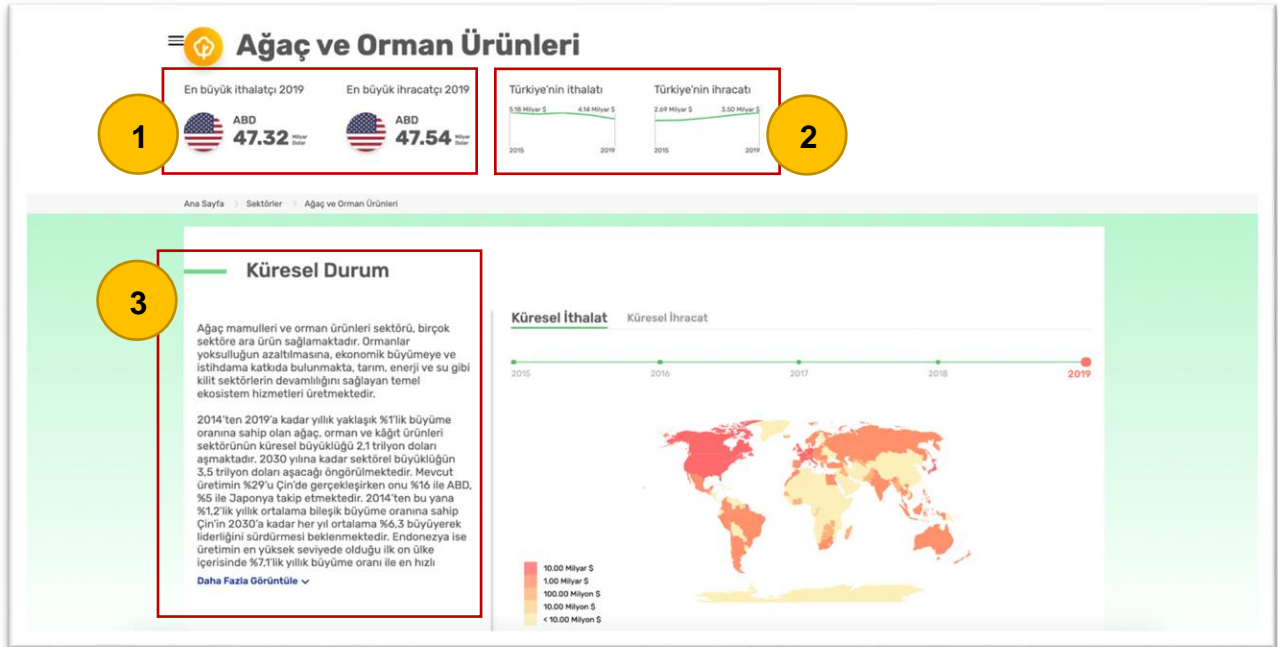 Ağaç ve Orman Ürünleri
En büyük ithalatçı 2019
En büyük ihracatçı 2019
ABD
47.32 Milyar Dolar
ABD
47.54 Milyar Dolar
1
Türkiye'nin ithalatı
Türkiye'nin ihracatı
5.18 Milyar $
4.14 Milyar $
2015
2019
2.69 Milyar $
3.50 Milyar $
2015
2019
2
Ana Sayfa > Sektörler > Ağaç ve Orman Ürünleri
3
Küresel Durum
Ağaç mamulleri ve orman ürünleri sektörü, birçok
sektöre ara ürün sağlamaktadır. Ormanlar
yoksulluğun azaltılmasına, ekonomik büyümeye ve
istihdama katkıda bulunmakta, tarım, enerji ve su gibi
kilit sektörlerin devamlılığını sağlayan temel
ekosistem hizmetleri üretmektedir.
2014'ten 2019'a kadar yıllık yaklaşık %1'lik büyüme
oranına sahip olan ağaç, orman ve kâğıt ürünleri
sektörünün küresel büyüklüğü 2,1 trilyon doları
aşmaktadır. 2030 yılına kadar sektörel büyüklüğün
3,5 trilyon doları aşacağı öngörülmektedir. Mevcut
üretimin %29'u Çin'de gerçekleşirken onu %16 ile ABD,
%5 ile Japonya takip etmektedir. 2014'ten bu yana
%1,2'lik yıllık ortalama bileşik büyüme oranına sahip
Çin'in 2030'a kadar her yıl ortalama %6,3 büyüyerek
liderliğini sürdürmesi beklenmektedir. Endonezya ise
üretimin en yüksek seviyede olduğu ilk on ülke
içerisinde %7,1'lik yıllık büyüme oranı ile en hızlı
Daha Fazla Görüntüle
Küresel İthalat
Küresel İhracat
2015
2016
2017
2018
2019
10.00 Milyar $
1.00 Milyar $
100.00 Milyon $
10.00 Milyon $
< 10.00 Milyon $